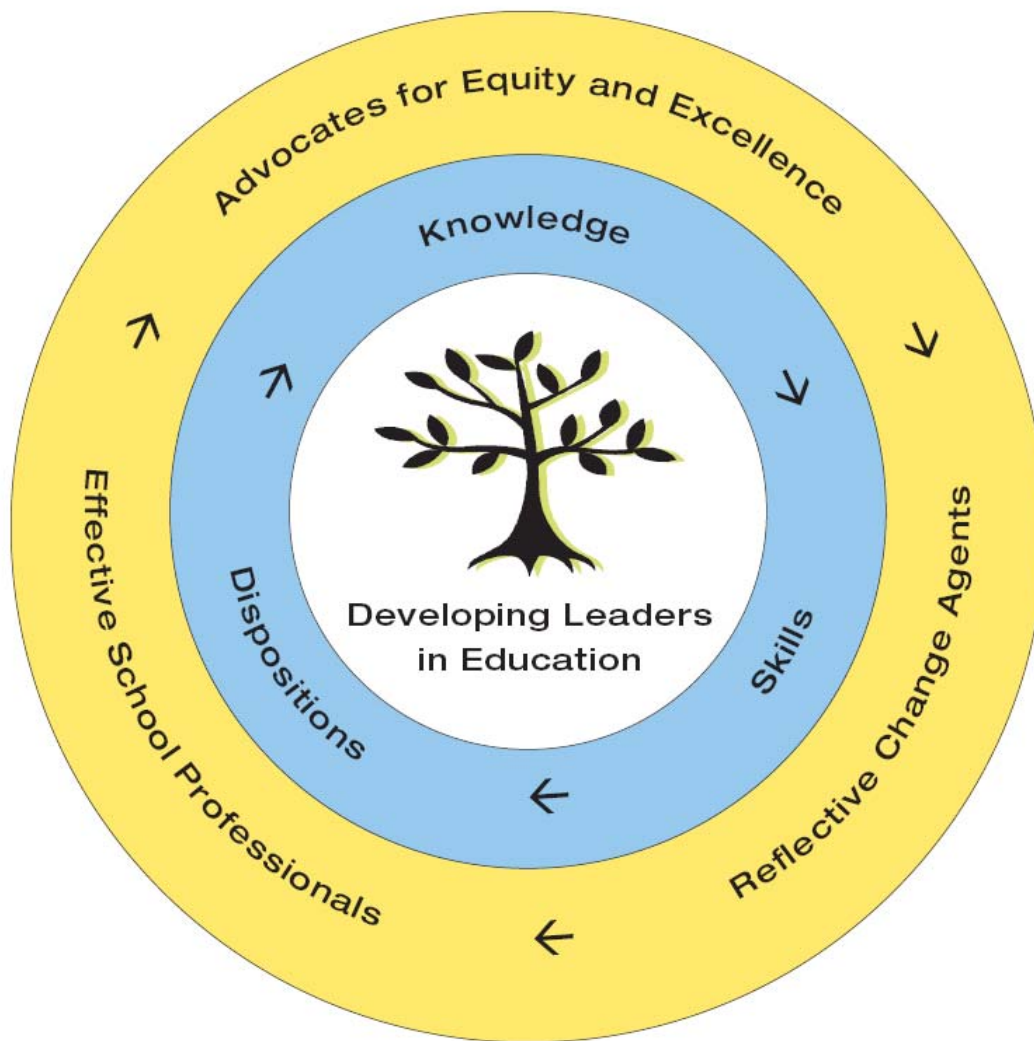 Advocates for Equity and Excellence
Knowledge
Developing Leaders
in Education
Skills
Dispositions
Reflective Change Agents
Effective School Professionals